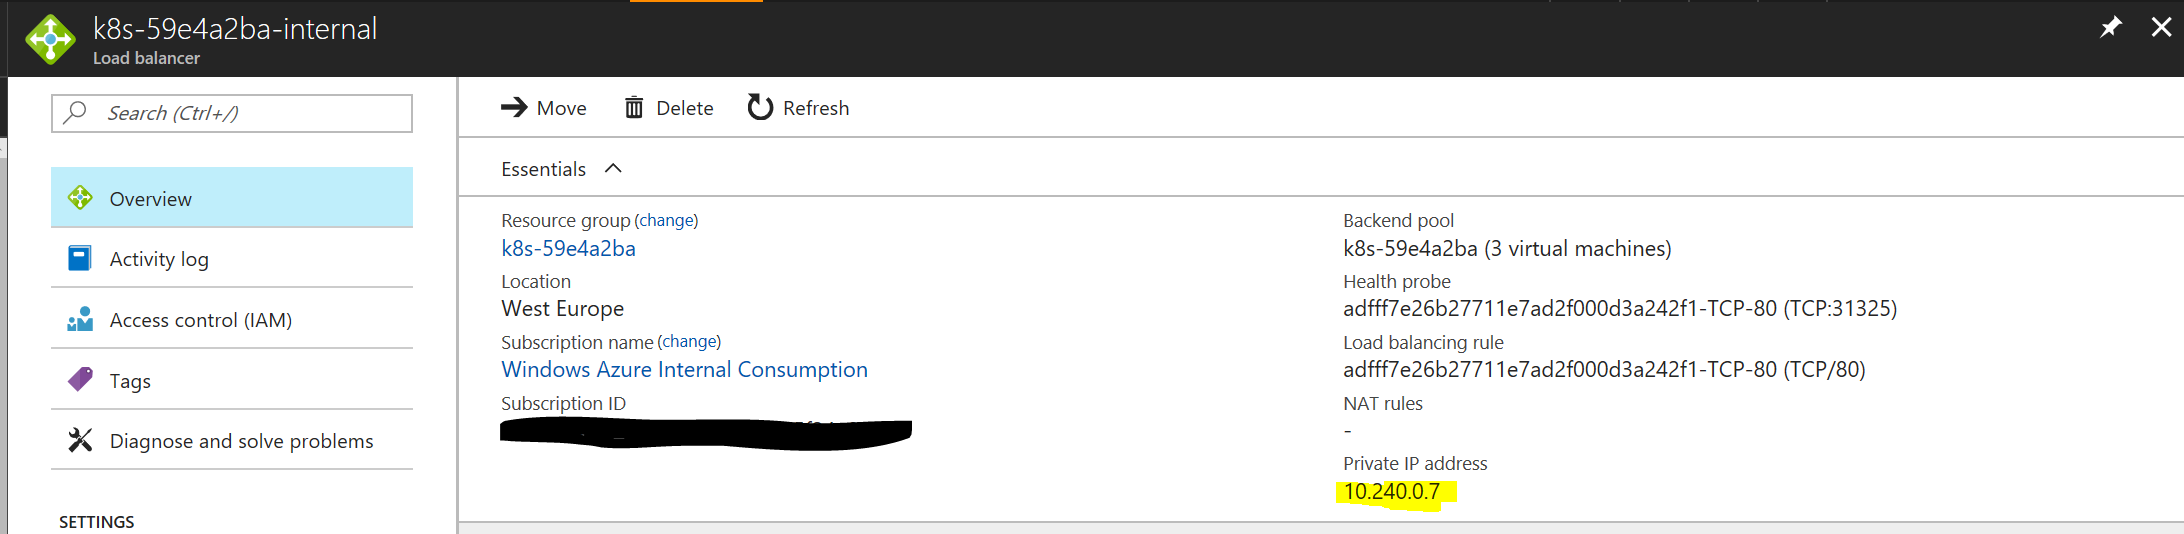 k8s-59e4a2ba-internal
Load balancer
Search (Ctrl+/)
Overview
Activity log
Access control (IAM)
Tags
Diagnose and solve problems
SETTINGS
Move
Delete
Refresh
Essentials
Resource group (change)
k8s-59e4a2ba
Location
West Europe
Subscription name (change)
Windows Azure Internal Consumption
Subscription ID
Backend pool
k8s-59e4a2ba (3 virtual machines)
Health probe
adfff7e26b27711e7ad2f000d3a242f1-TCP-80 (TCP:31325)
Load balancing rule
adfff7e26b27711e7ad2f000d3a242f1-TCP-80 (TCP/80)
NAT rules
-
Private IP address
10.240.0.7